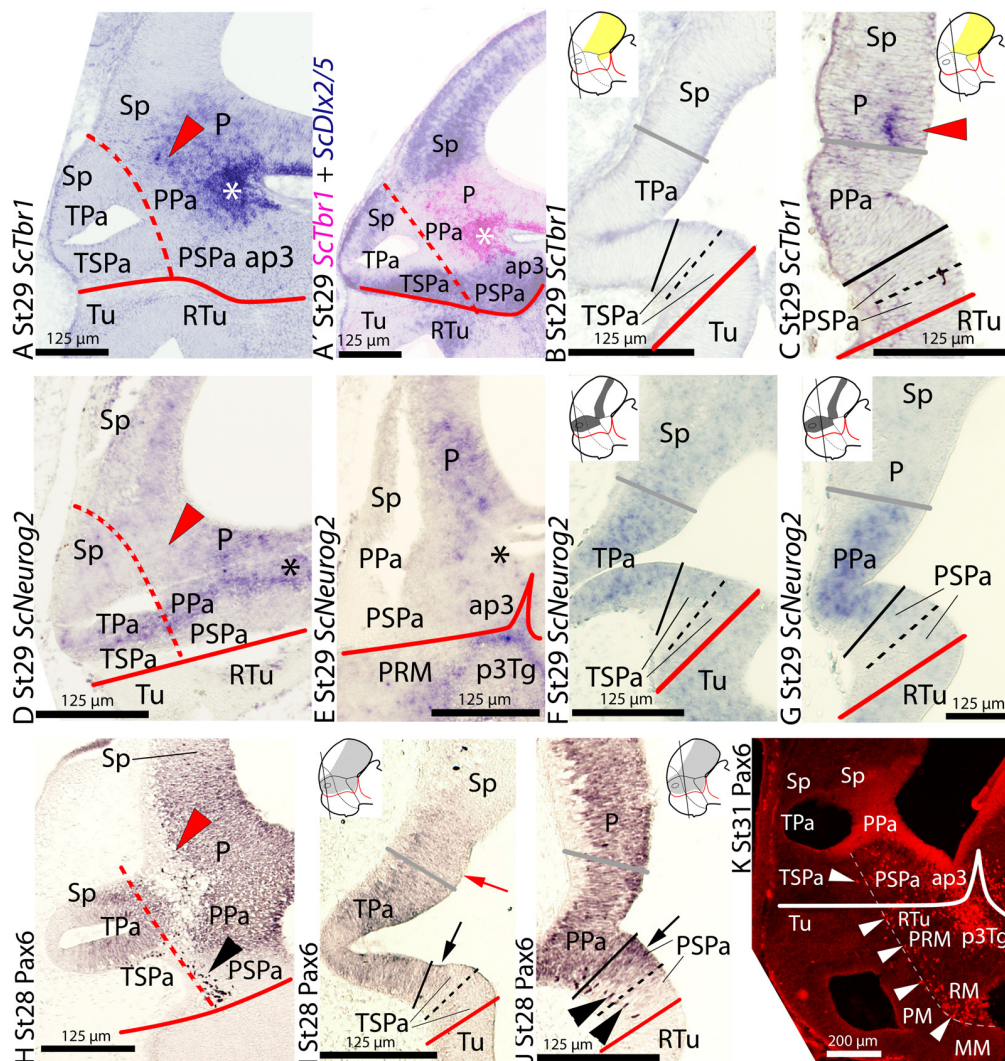 A St29 ScTbr1
Sp
P
Sp
PPa
*
TPa
TSPa
PSPa ap3
Tu
RTu
125 µm
A´ St29 ScTbr1 + ScDlx2/5
Sp
P
Sp
PPa
*
TPa
ap3
TSPa
PSPa
Tu
RTu
125 µm
B St29 ScTbr1
Sp
TPa
TSPa
Tu
125 µm
C St29 ScTbr1
Sp
P
PPa
PSPa
RTu
125 µm
D St29 ScNeurog2
Sp
P
Sp
*
PPa
TPa
PSPa
TSPa
RTu
Tu
125 µm
E St29 ScNeurog2
Sp
P
Sp
PPa
*
ap3
PSPa
PRM
p3Tg
125 µm
F St29 ScNeurog2
Sp
TPa
TSPa
Tu
125 µm
G St29 ScNeurog2
Sp
P
PPa
PSPa
RTu
125 µm
H St28 Pax6
Sp
P
Sp
TPa
PPa
TSPa
PSPa
125 µm
I St28 Pax6
Sp
TPa
TSPa
Tu
125 µm
J St28 Pax6
P
PPa
PSPa
RTu
125 µm
K St31 Pax6
Sp
Sp
TPa
PPa
TSPa
PSPa
ap3
Tu
RTu
PRM
p3Tg
RM
PM
MM
200 µm